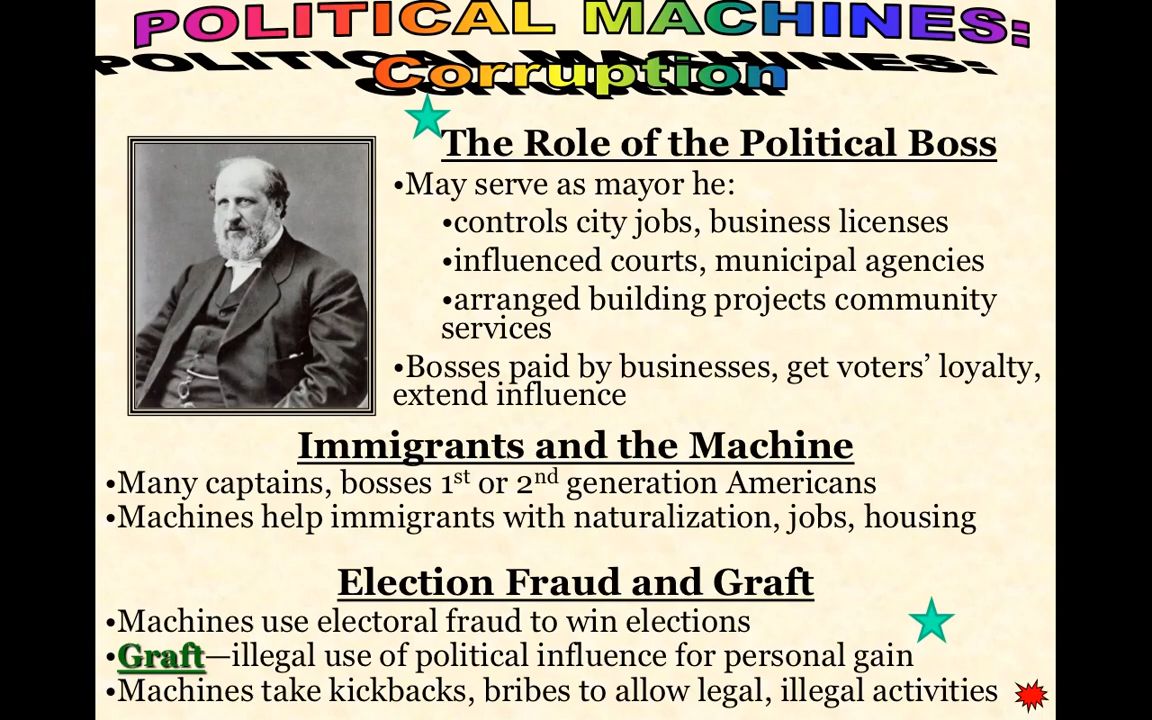 POLITICAL MACHINES:
Corruption
The Role of the Political Boss
•May serve as mayor he:
•controls city jobs, business licenses
•influenced courts, municipal agencies
•arranged building projects community
services
•Bosses paid by businesses, get voters’ loyalty,
extend influence
Immigrants and the Machine
•Many captains, bosses 1st or 2nd generation Americans
•Machines help immigrants with naturalization, jobs, housing
Election Fraud and Graft
•Machines use electoral fraud to win elections
•Graft—illegal use of political influence for personal gain
•Machines take kickbacks, bribes to allow legal, illegal activities